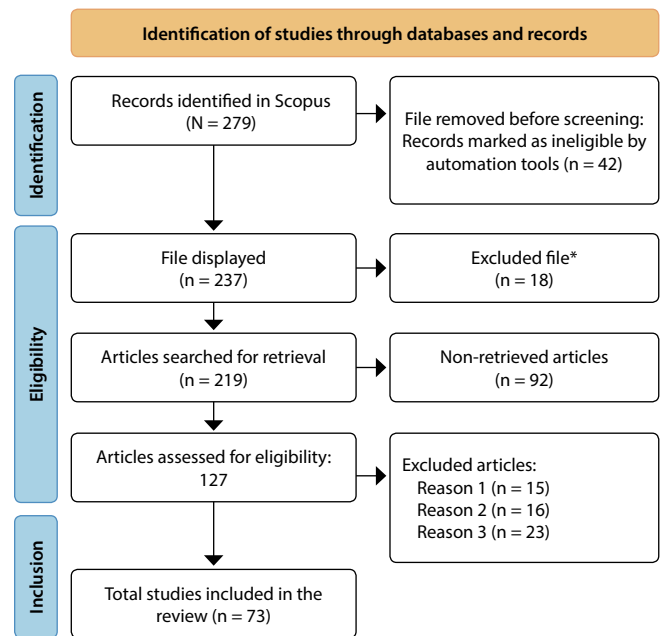 Identification of studies through databases and records
Identification
Records identified in Scopus
(N = 279)
File removed before screening:
Records marked as ineligible by
automation tools (n = 42)
Eligibility
File displayed
(n = 237)
Excluded file*
(n = 18)
Articles searched for retrieval
(n = 219)
Non-retrieved articles
(n = 92)
Articles assessed for eligibility:
127
Excluded articles:
Reason 1 (n = 15)
Reason 2 (n = 16)
Reason 3 (n = 23)
Inclusion
Total studies included in the
review (n = 73)